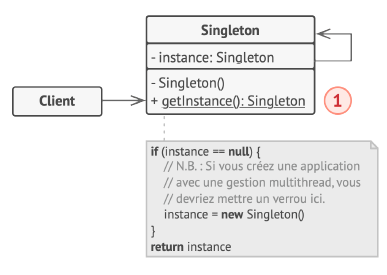 Singleton
- instance: Singleton
- Singleton()
+ getInstance(): Singleton
Client
1
if (instance == null) {
// N.B. : Si vous créez une application
// avec une gestion multithread, vous
// devriez mettre un verrou ici.
instance = new Singleton()
}
return instance